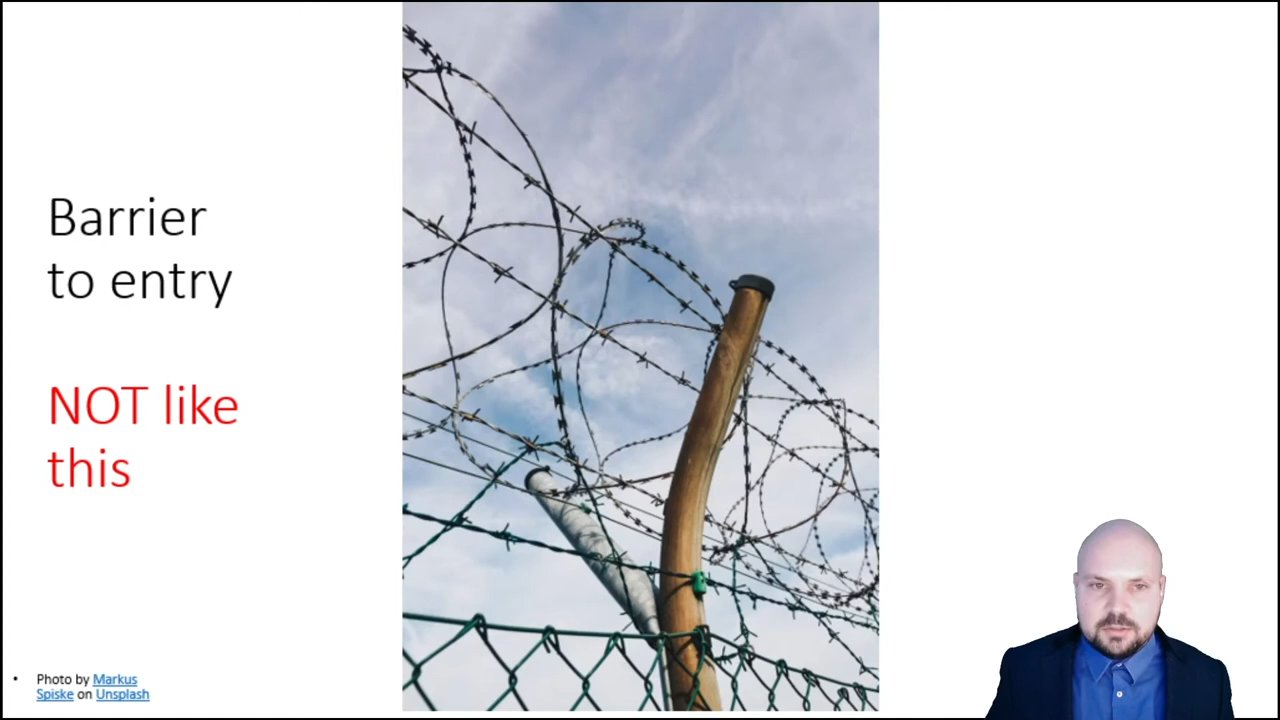 Barrier
to entry
NOT like
this
• Photo by Markus
Spiske on Unsplash